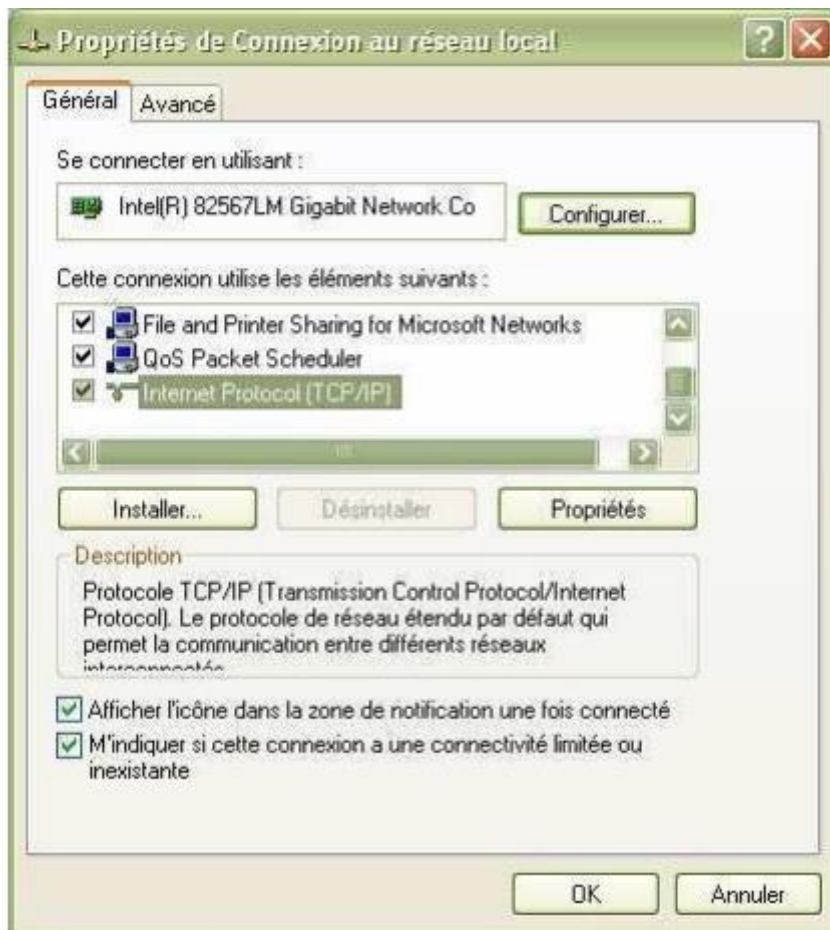 Propriétés de Connexion au réseau local
Général
Avancé
Se connecter en utilisant :
Intel(R) 82567LM Gigabit Network Co
Configurer...
Cette connexion utilise les éléments suivants :
File and Printer Sharing for Microsoft Networks
QoS Packet Scheduler
Internet Protocol (TCP/IP)
Installer...
Désinstaller
Propriétés
Description
Protocole TCP/IP (Transmission Control Protocol/Internet
Protocol). Le protocole de réseau étendu par défaut qui
permet la communication entre différents réseaux
interconnectés
Afficher l'icône dans la zone de notification une fois connecté
M'indiquer si cette connexion a une connectivité limitée ou
inexistante
OK
Annuler